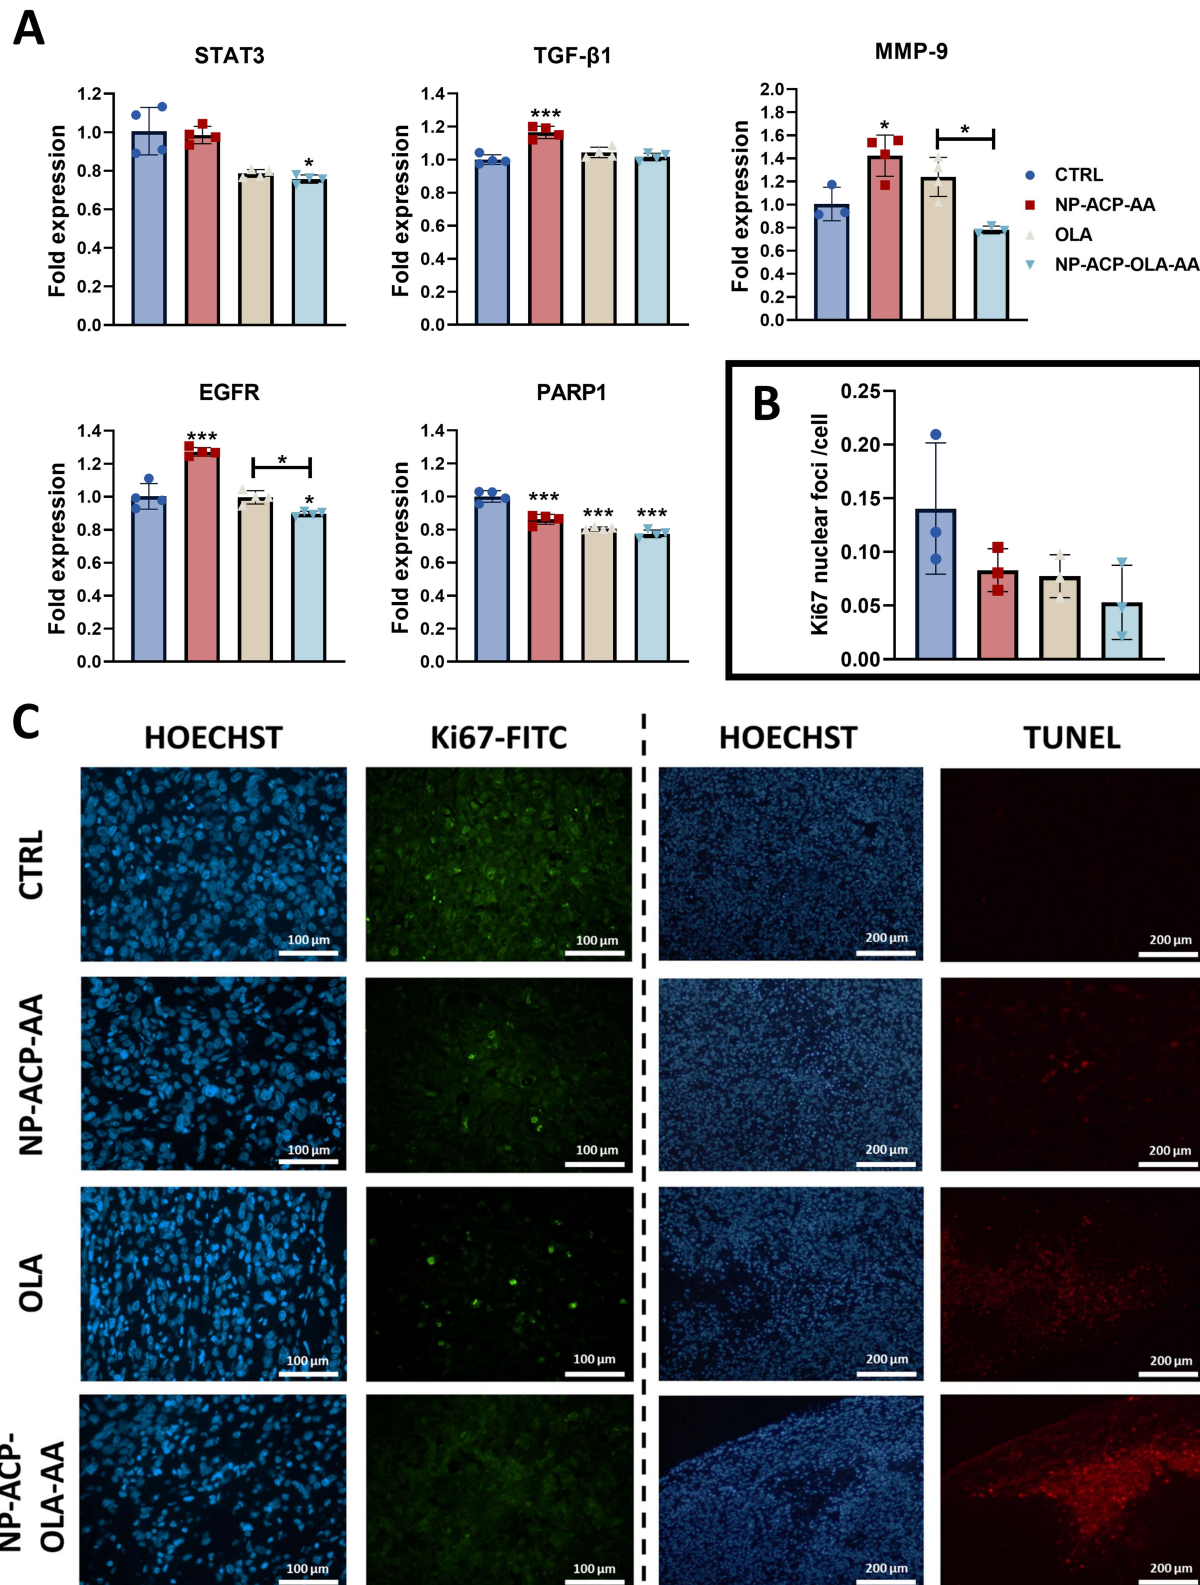 A
STAT3
Fold expression
1.2
1.0
0.8
0.6
0.4
0.2
0.0
*
TGF-β1
Fold expression
1.4
1.2
1.0
0.8
0.6
0.4
0.2
0.0
***
MMP-9
Fold expression
2.0
1.8
1.6
1.4
1.2
1.0
0.8
0.6
0.4
0.2
0.0
*
*
CTRL
NP-ACP-AA
OLA
NP-ACP-OLA-AA
EGFR
Fold expression
1.4
1.2
1.0
0.8
0.6
0.4
0.2
0.0
***
*
*
PARP1
Fold expression
1.4
1.2
1.0
0.8
0.6
0.4
0.2
0.0
***
***
***
B
Ki67 nuclear foci /cell
0.25
0.20
0.15
0.10
0.05
0.00
C
HOECHST
Ki67-FITC
HOECHST
TUNEL
CTRL
100 µm
100 µm
200 µm
200 µm
NP-ACP-AA
100 µm
100 µm
200 µm
200 µm
OLA
100 µm
100 µm
200 µm
200 µm
NP-ACP-
OLA-AA
100 µm
100 µm
200 µm
200 µm